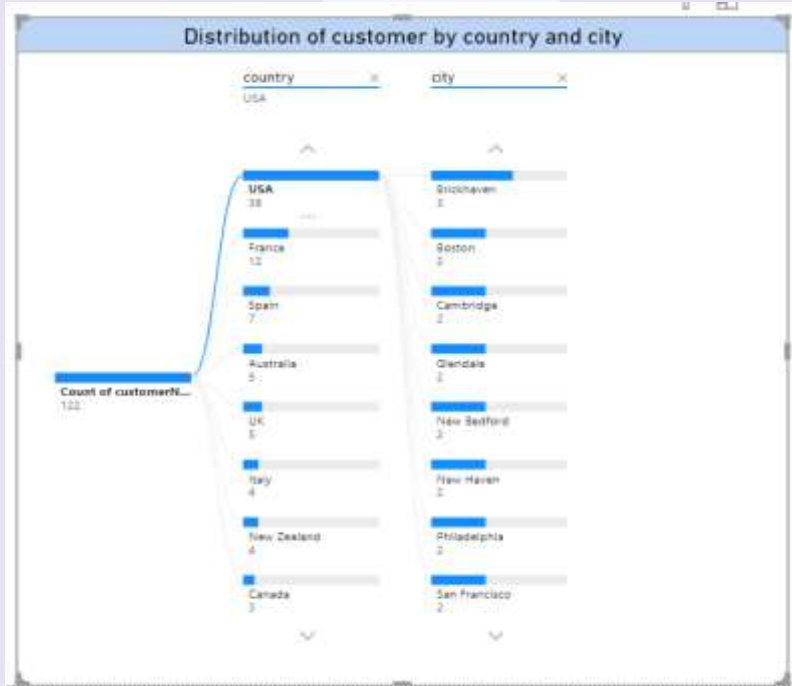 Distribution of customer by country and city
country
USA
city
Count of customerN...
122
USA
France
12
Spain
7
Australia
5
UK
5
Italy
4
New Zealand
4
Canada
3
Brickhaven
3
Boston
2
Cambridge
2
Glendale
2
New Bedford
2
New Haven
2
Philadelphia
2
San Francisco
2